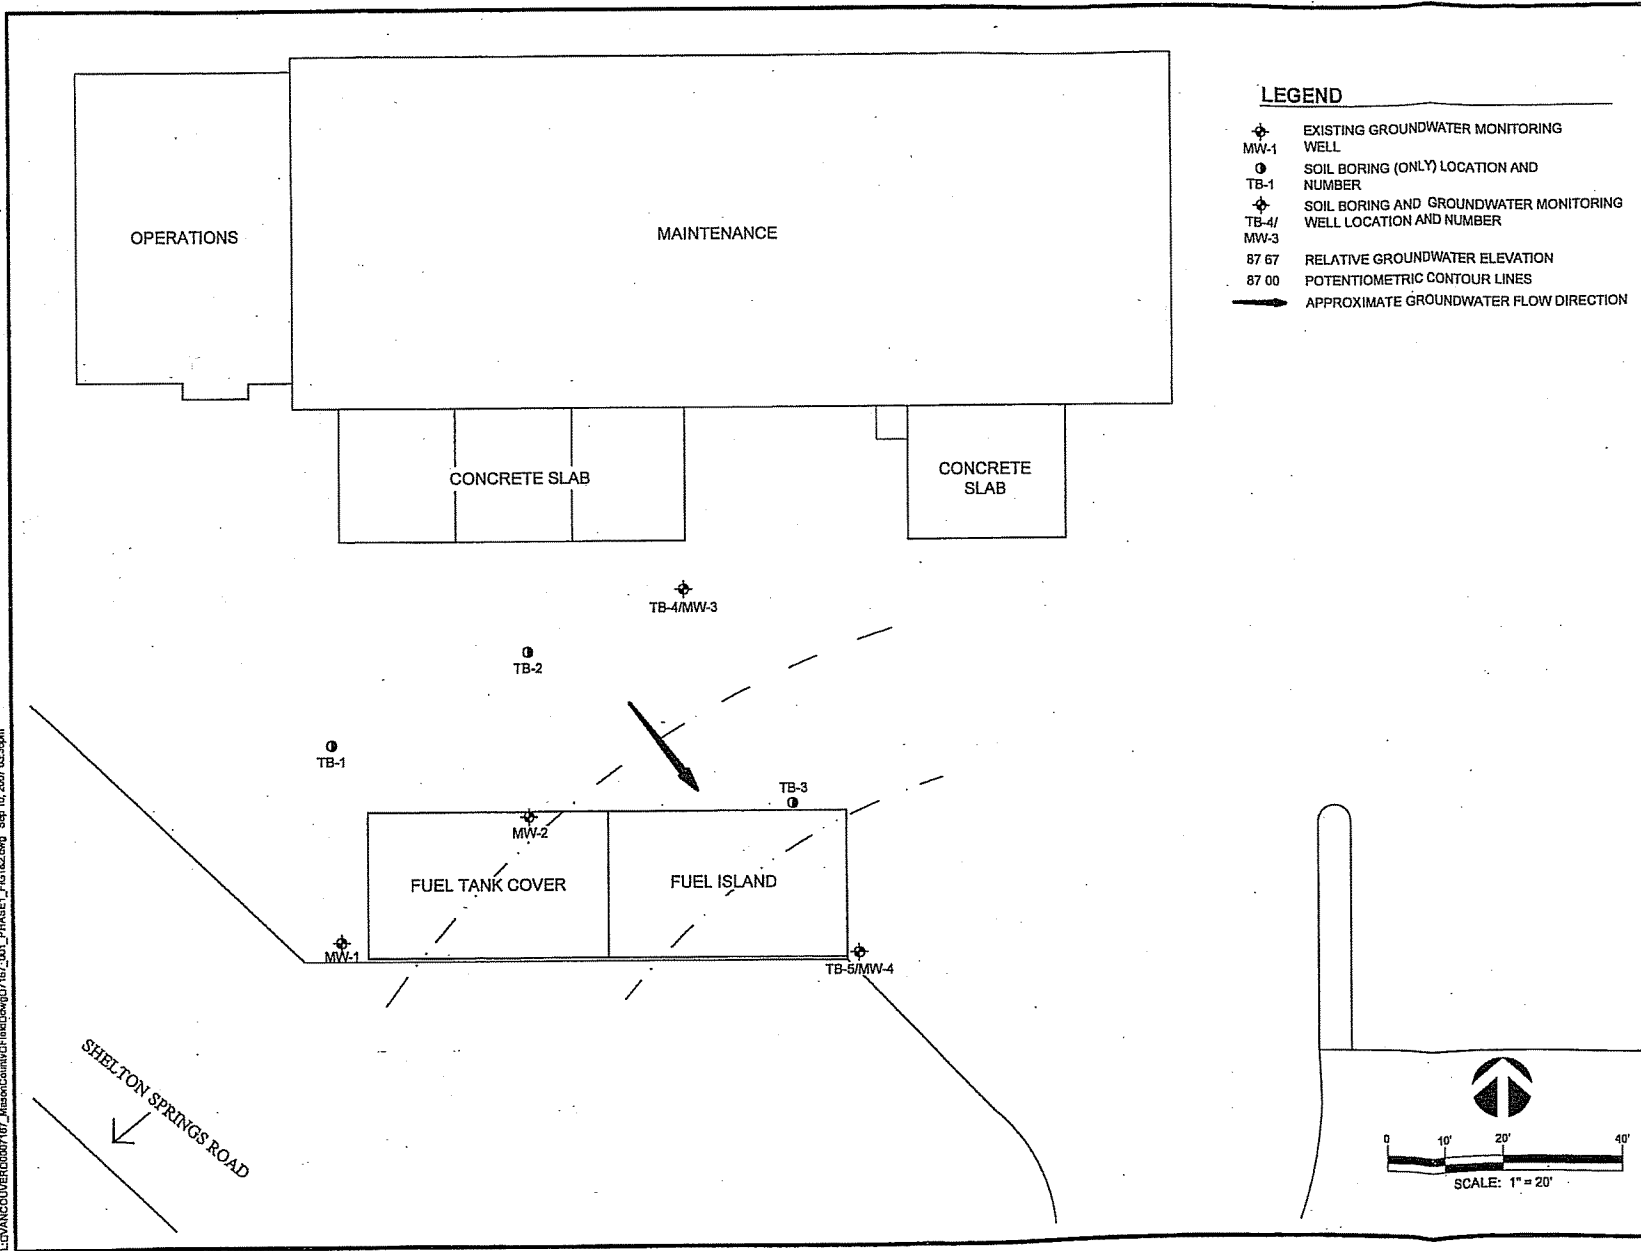 LEGEND
EXISTING GROUNDWATER MONITORING
MW-1 WELL
SOIL BORING (ONLY) LOCATION AND
TB-1 NUMBER
SOIL BORING AND GROUNDWATER MONITORING
TB-4/ WELL LOCATION AND NUMBER
MW-3
87 67 RELATIVE GROUNDWATER ELEVATION
87 00 POTENTIOMETRIC CONTOUR LINES
APPROXIMATE GROUNDWATER FLOW DIRECTION
OPERATIONS
MAINTENANCE
CONCRETE SLAB
CONCRETE
SLAB
TB-4/MW-3
TB-2
TB-1
TB-3
MW-2
FUEL TANK COVER
FUEL ISLAND
MW-1
TB-5/MW-4
SHELTON SPRINGS ROAD
0 10' 20' 40'
SCALE: 1" = 20'